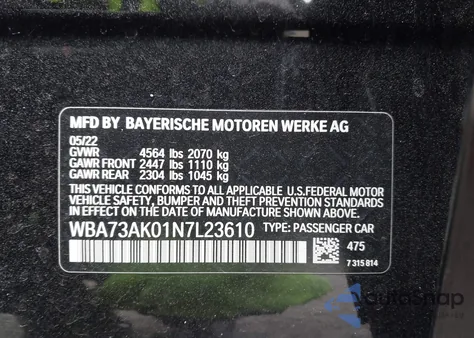 MFD BY BAYERISCHE MOTOREN WERKE AG
05/22
GVWR 4564 lbs 2070 kg
GAWR FRONT 2447 lbs 1110 kg
GAWR REAR 2304 lbs 1045 kg
THIS VEHICLE CONFORMS TO ALL APPLICABLE U.S.FEDERAL MOTOR
VEHICLE SAFETY, BUMPER AND THEFT PREVENTION STANDARDS
IN EFFECT ON THE DATE OF MANUFACTURE SHOWN ABOVE.
WBA73AK01N7L23610 TYPE: PASSENGER CAR
475
7 315 814
autosnap